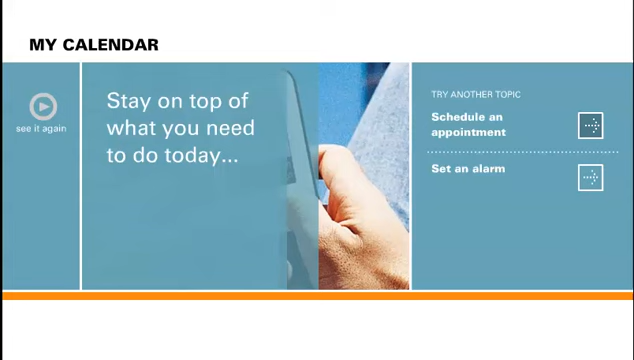 MY CALENDAR
see it again
Stay on top of
what you need
to do today...
TRY ANOTHER TOPIC
Schedule an
appointment
Set an alarm